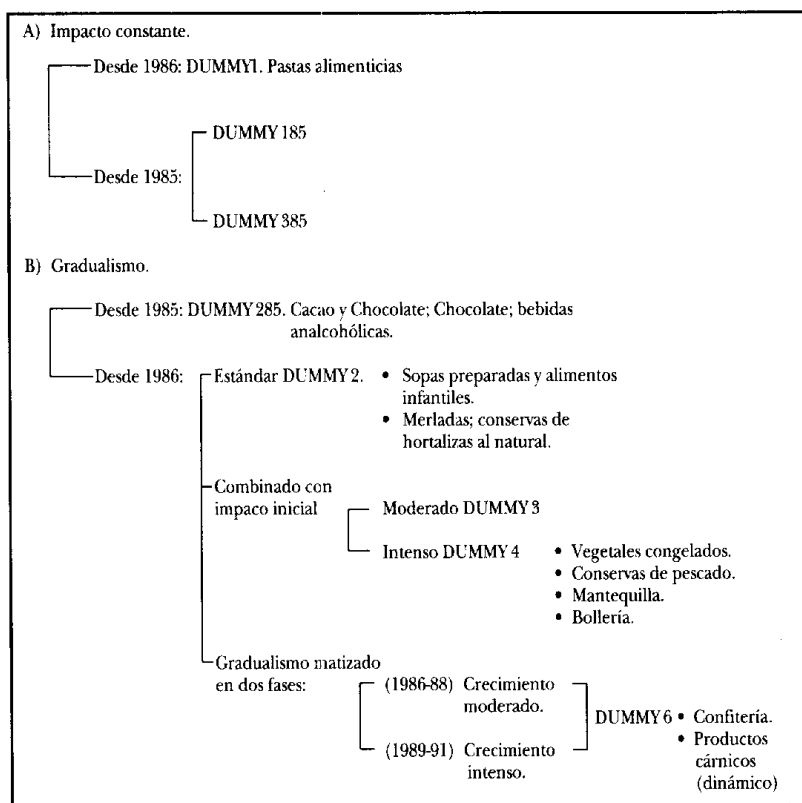 A) Impacto constante.
Desde 1986: DUMMY1. Pastas alimenticias
DUMMY 185
Desde 1985:
DUMMY 385
B) Gradualismo.
Desde 1985: DUMMY 285. Cacao y Chocolate; Chocolate; bebidas
analcohólicas.
Desde 1986:
Estándar DUMMY 2.
• Sopas preparadas y alimentos
infantiles.
• Merladas; conservas de
hortalizas al natural.
Combinado con
impaco inicial
Moderado DUMMY 3
Intenso DUMMY 4
• Vegetales congelados.
• Conservas de pescado.
• Mantequilla.
• Bollería.
Gradualismo matizado
en dos fases:
(1986-88) Crecimiento
moderado.
(1989-91) Crecimiento
intenso.
DUMMY 6
• Confitería.
• Productos
cárnicos
(dinámico)